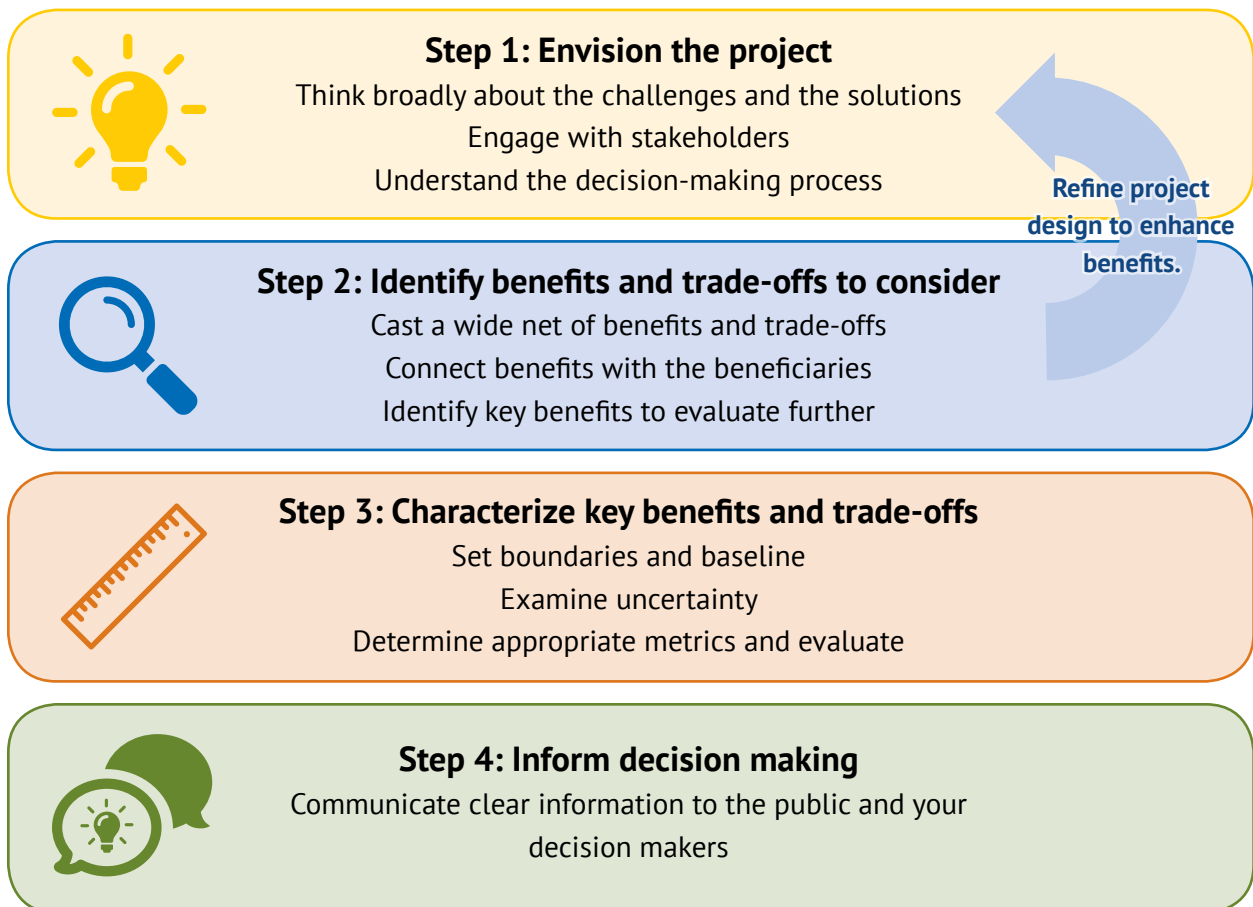 Step 1: Envision the project
Think broadly about the challenges and the solutions
Engage with stakeholders
Understand the decision-making process
Refine project
design to enhance
benefits.
Step 2: Identify benefits and trade-offs to consider
Cast a wide net of benefits and trade-offs
Connect benefits with the beneficiaries
Identify key benefits to evaluate further
Step 3: Characterize key benefits and trade-offs
Set boundaries and baseline
Examine uncertainty
Determine appropriate metrics and evaluate
Step 4: Inform decision making
Communicate clear information to the public and your
decision makers